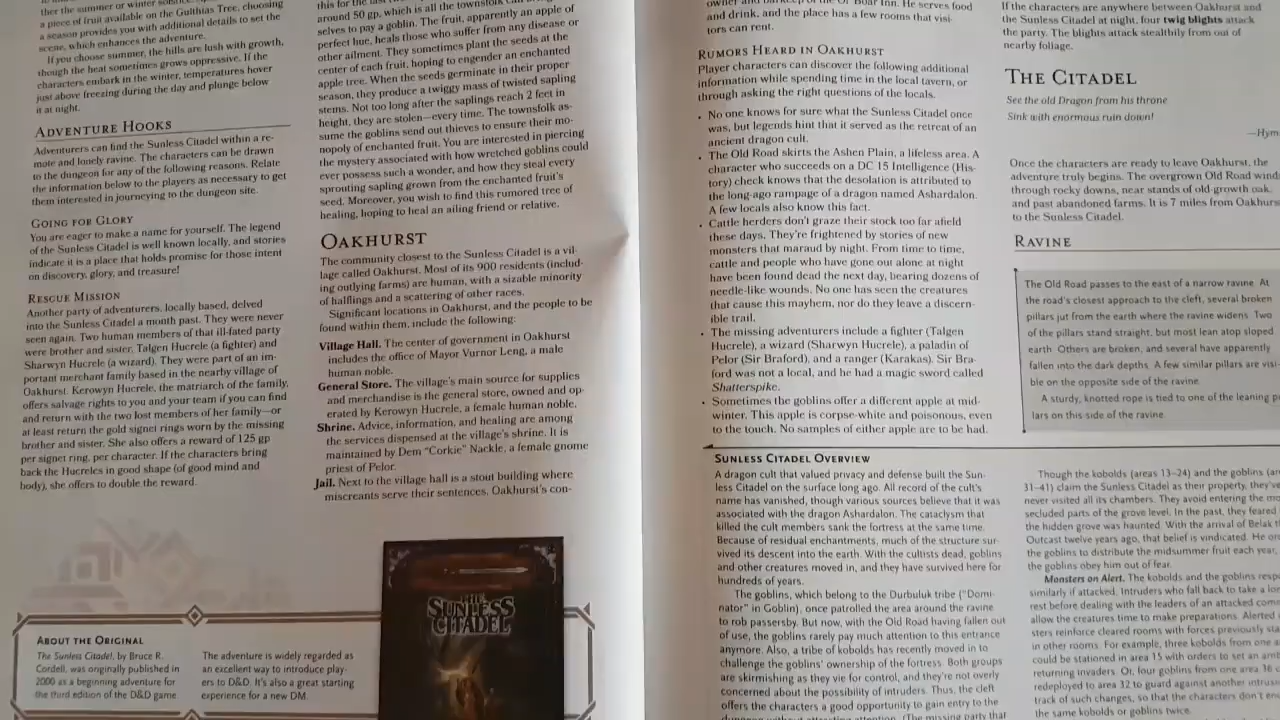 ther the summer or winter
a piece of fruit available on the Gulthias Tree, choosing
a season provides you with additional details to set the
scene, which enhances the adventure.
If you choose summer, the hills are lush with growth,
though the heat sometimes grows oppressive. If the
characters embark in the winter, temperatures hover
just above freezing during the day and plunge below
it at night.
ADVENTURE HOOKS
Adventurers can find the Sunless Citadel within a re-
mote and lonely ravine. The characters can be drawn
to the dungeon for any of the following reasons. Relate
the information below to the players as necessary to get
them interested in journeying to the dungeon site.
GOING FOR GLORY
You are eager to make a name for yourself. The legend
of the Sunless Citadel is well known locally, and stories
indicate it is a place that holds promise for those intent
on discovery, glory, and treasure!
RESCUE MISSION
Another party of adventurers, locally based, delved
into the Sunless Citadel a month past. They were never
seen again. Two human members of that ill-fated party
were brother and sister, Talgen Hucrele (a fighter) and
Sharwyn Hucrele (a wizard). They were part of an im-
portant merchant family based in the nearby village of
Oakhurst. Kerowyn Hucrele, the matriarch of the family,
offers salvage rights to you and your team if you can find
and return with the two lost members of her family—or
at least return the gold signet rings worn by the missing
brother and sister. She also offers a reward of 125 gp
per signet ring, per character. If the characters bring
back the Hucreles in good shape (of good mind and
body), she offers to double the reward.
ABOUT THE ORIGINAL
The Sunless Citadel, by Bruce R.
Cordell, was originally published in
2000 as a beginning adventure for
the third edition of the D&D game.
The adventure is widely regarded as
an excellent way to introduce play-
ers to D&D. It's also a great starting
experience for a new DM.
THE
SUNLESS
CITADEL
this for the last
around 50 gp, which is all the townsfolk can
selves to pay a goblin. The fruit, apparently an apple of
perfect hue, heals those who suffer from any disease or
other ailment. They sometimes plant the seeds at the
center of each fruit, hoping to engender an enchanted
apple tree. When the seeds germinate in their proper
season, they produce a twiggy mass of twisted sapling
stems. Not too long after the saplings reach 2 feet in
height, they are stolen—every time. The townsfolk as-
sume the goblins send out thieves to ensure their mo-
nopoly of enchanted fruit. You are interested in piercing
the mystery associated with how wretched goblins could
ever possess such a wonder, and how they steal every
sprouting sapling grown from the enchanted fruit's
seed. Moreover, you wish to find this rumored tree of
healing, hoping to heal an ailing friend or relative.
OAKHURST
The community closest to the Sunless Citadel is a vil-
lage called Oakhurst. Most of its 900 residents (includ-
ing outlying farms) are human, with a sizable minority
of halflings and a scattering of other races.
Significant locations in Oakhurst, and the people to be
found within them, include the following:
Village Hall. The center of government in Oakhurst
includes the office of Mayor Vurnor Leng, a male
human noble.
General Store. The village's main source for supplies
and merchandise is the general store, owned and op-
erated by Kerowyn Hucrele, a female human noble.
Shrine. Advice, information, and healing are among
the services dispensed at the village's shrine. It is
maintained by Dem "Corkie" Nackle, a female gnome
priest of Pelor.
Jail. Next to the village hall is a stout building where
miscreants serve their sentences. Oakhurst's con-
owner and barkeep of the Ol' Boar Inn. He serves food
and drink, and the place has a few rooms that visi-
tors can rent.
RUMORS HEARD IN OAKHURST
Player characters can discover the following additional
information while spending time in the local tavern, or
through asking the right questions of the locals.
• No one knows for sure what the Sunless Citadel once
was, but legends hint that it served as the retreat of an
ancient dragon cult.
• The Old Road skirts the Ashen Plain, a lifeless area. A
character who succeeds on a DC 15 Intelligence (His-
tory) check knows that the desolation is attributed to
the long-ago rampage of a dragon named Ashardalon.
A few locals also know this fact.
• Cattle herders don't graze their stock too far afield
these days. They're frightened by stories of new
monsters that maraud by night. From time to time,
cattle and people who have gone out alone at night
have been found dead the next day, bearing dozens of
needle-like wounds. No one has seen the creatures
that cause this mayhem, nor do they leave a discern-
ible trail.
• The missing adventurers include a fighter (Talgen
Hucrele), a wizard (Sharwyn Hucrele), a paladin of
Pelor (Sir Braford), and a ranger (Karakas). Sir Bra-
ford was not a local, and he had a magic sword called
Shatterspike.
• Sometimes the goblins offer a different apple at mid-
winter. This apple is corpse-white and poisonous, even
to the touch. No samples of either apple are to be had.
If the characters are anywhere between Oakhurst and
the Sunless Citadel at night, four twig blights attack
the party. The blights attack stealthily from out of
nearby foliage.
THE CITADEL
See the old Dragon from his throne
Sink with enormous ruin down!
—Hym
Once the characters are ready to leave Oakhurst, the
adventure truly begins. The overgrown Old Road wind
through rocky downs, near stands of old-growth oak,
and past abandoned farms. It is 7 miles from Oakhurs
to the Sunless Citadel.
RAVINE
The Old Road passes to the east of a narrow ravine. At
the road's closest approach to the cleft, several broken
pillars jut from the earth where the ravine widens. Two
of the pillars stand straight, but most lean atop sloped
earth. Others are broken, and several have apparently
fallen into the dark depths. A few similar pillars are visi-
ble on the opposite side of the ravine.
A sturdy, knotted rope is tied to one of the leaning p
lars on this side of the ravine.
SUNLESS CITADEL OVERVIEW
A dragon cult that valued privacy and defense built the Sun-
less Citadel on the surface long ago. All record of the cult's
name has vanished, though various sources believe that it was
associated with the dragon Ashardalon. The cataclysm that
killed the cult members sank the fortress at the same time.
Because of residual enchantments, much of the structure sur-
vived its descent into the earth. With the cultists dead, goblins
and other creatures moved in, and they have survived here for
hundreds of years.
The goblins, which belong to the Durbuluk tribe ("Domi-
nator" in Goblin), once patrolled the area around the ravine
to rob passersby. But now, with the Old Road having fallen out
of use, the goblins rarely pay much attention to this entrance
anymore. Also, a tribe of kobolds has recently moved in to
challenge the goblins' ownership of the fortress. Both groups
are skirmishing as they vie for control, and they're not overly
concerned about the possibility of intruders. Thus, the cleft
offers the characters a good opportunity to gain entry to the
attention. (The missing party that
Though the kobolds (areas 13–24) and the goblins (ar
31–41) claim the Sunless Citadel as their property, they've
never visited all its chambers. They avoid entering the mo
secluded parts of the grove level. In the past, they feared
the hidden grove was haunted. With the arrival of Belak t
Outcast twelve years ago, that belief is vindicated. He or
the goblins to distribute the midsummer fruit each year,
the goblins obey him out of fear.
Monsters on Alert. The kobolds and the goblins resp
similarly if attacked. Intruders who fall back to take a lo
rest before dealing with the leaders of an attacked com
allow the creatures time to make preparations. Alerted
sters reinforce cleared rooms with forces previously sta
in other rooms. For example, three kobolds from one a
could be stationed in area 15 with orders to set an amb
returning invaders. Or, four goblins from one area 36 c
redeployed to area 32 to guard against another intrusi
track of such changes, so that the characters don't en
the same kobolds or goblins twice.